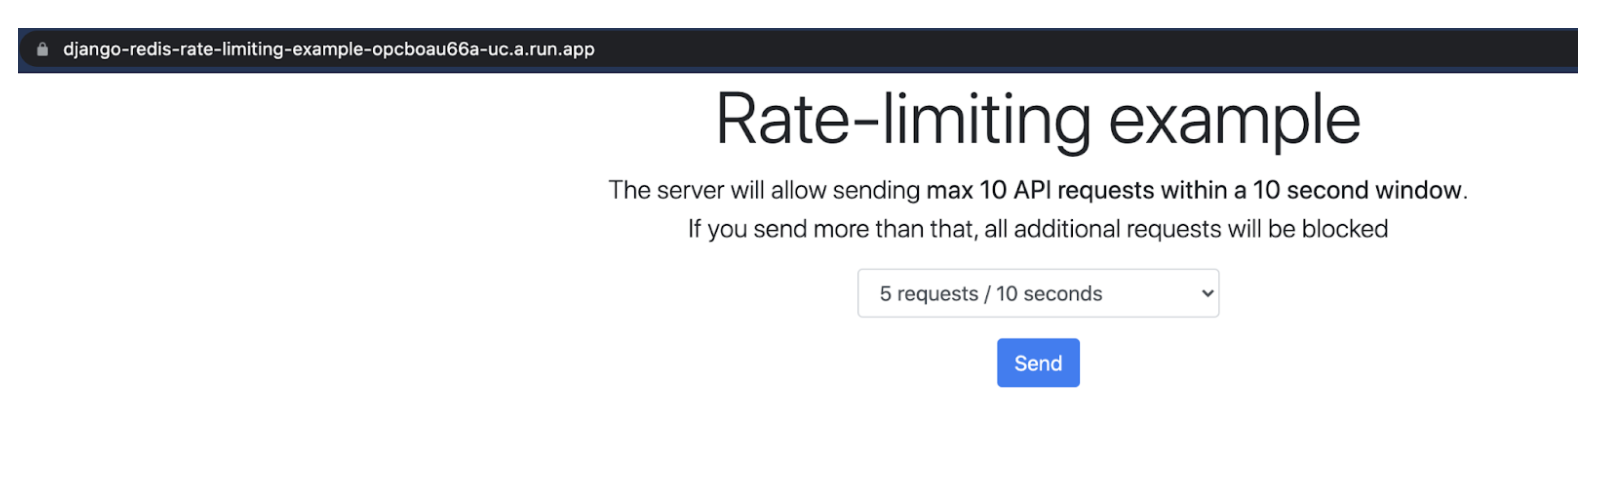 django-redis-rate-limiting-example-opcboau66a-uc.a.run.app
Rate-limiting example
The server will allow sending max 10 API requests within a 10 second window.
If you send more than that, all additional requests will be blocked
5 requests / 10 seconds
Send